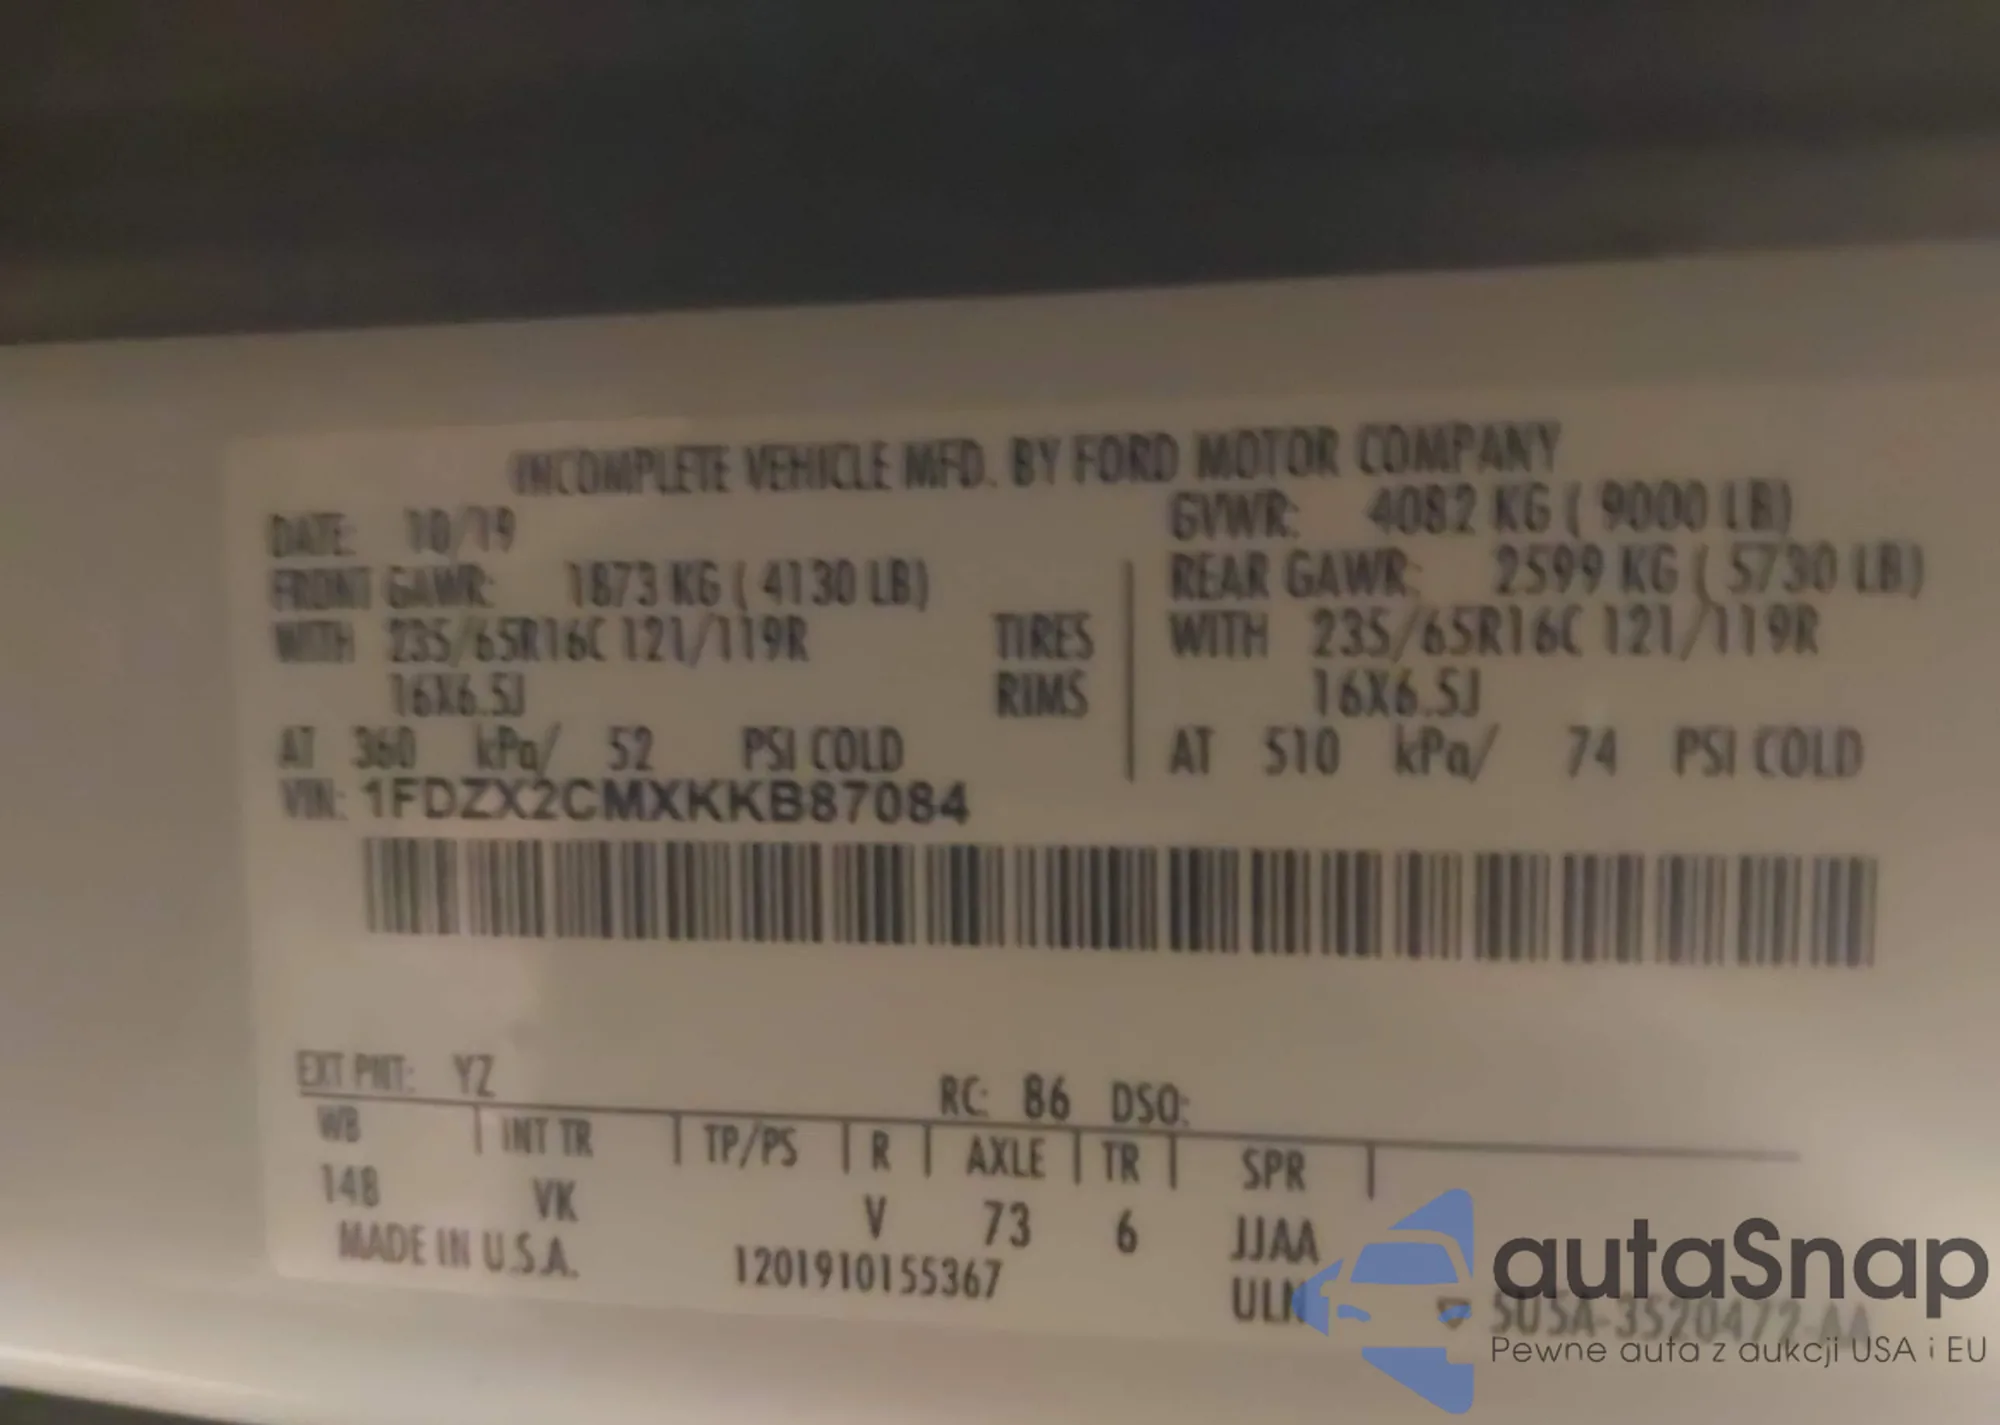 INCOMPLETE VEHICLE MFD. BY FORD MOTOR COMPANY
DATE: 10/19 GVWR: 4082 KG ( 9000 LB)
FRONT GAWR: 1873 KG ( 4130 LB) REAR GAWR: 2599 KG ( 5730 LB)
WITH 235/65R16C 121/119R TIRES WITH 235/65R16C 121/119R
16X6.5J RIMS 16X6.5J
AT 360 kPa/ 52 PSI COLD AT 510 kPa/ 74 PSI COLD
VIN: 1FDZX2CMXKKB87084
EXT PNT: YZ RC: 86 DSO:
WB INT TR TP/PS R AXLE TR SPR
148 VK V 73 6 JJAA
MADE IN U.S.A. 1201910155367 ULN
5U5A-3520472-AA
autaSnap
Pewne auta z aukcji USA i EU